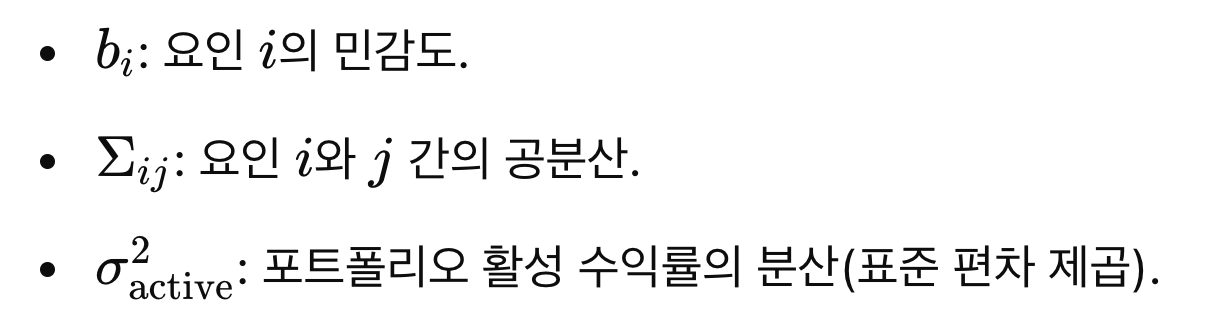 • b_i: 요인 i의 민감도.
• Σ_ij: 요인 i와 j 간의 공분산.
• σ²_active: 포트폴리오 활성 수익률의 분산(표준 편차 제곱).